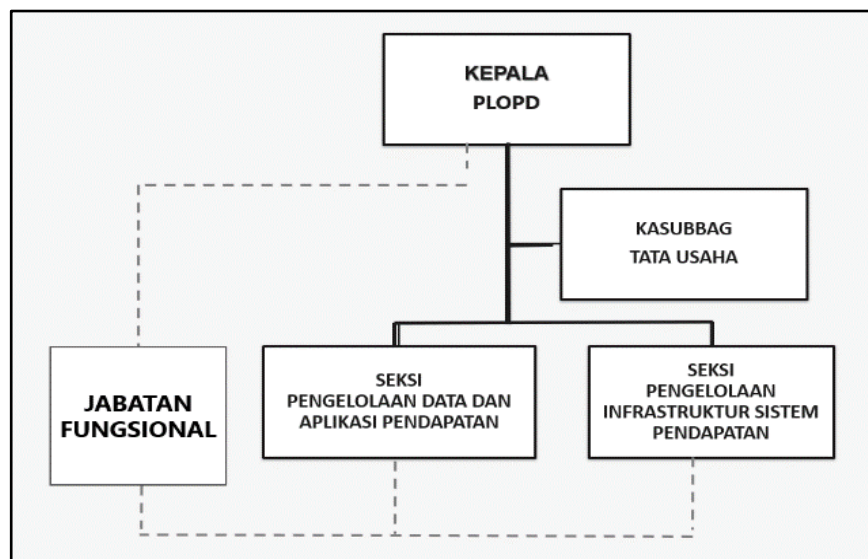 KEPALA
PLOPD
KASUBBAG
TATA USAHA
JABATAN
FUNGSIONAL
SEKSI
PENGELOLAAN DATA DAN
APLIKASI PENDAPATAN
SEKSI
PENGELOLAAN
INFRASTRUKTUR SISTEM
PENDAPATAN